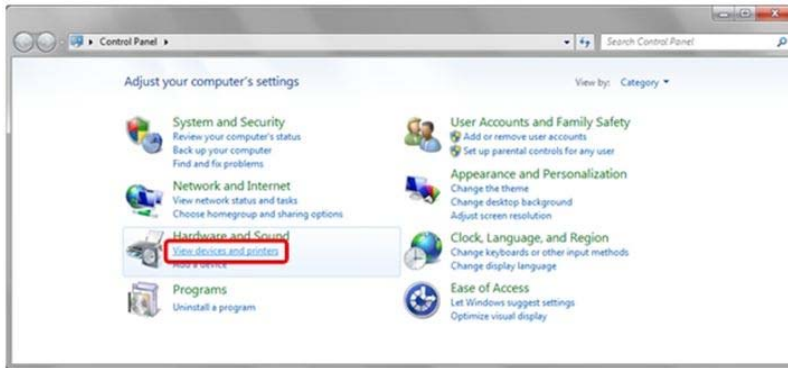 Control Panel
Search Control Panel
Adjust your computer's settings
View by: Category
System and Security
Review your computer's status
Back up your computer
Find and fix problems
Network and Internet
View network status and tasks
Choose homegroup and sharing options
Hardware and Sound
View devices and printers
Add a device
Programs
Uninstall a program
User Accounts and Family Safety
Add or remove user accounts
Set up parental controls for any user
Appearance and Personalization
Change the theme
Change desktop background
Adjust screen resolution
Clock, Language, and Region
Change keyboards or other input methods
Change display language
Ease of Access
Let Windows suggest settings
Optimize visual display